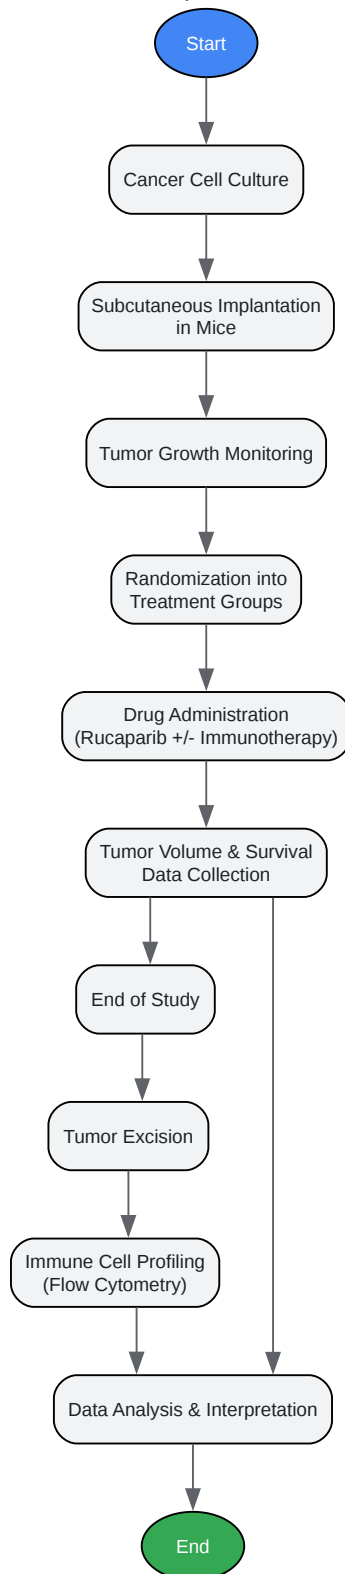 Start
Cancer Cell Culture
Subcutaneous Implantation
in Mice
Tumor Growth Monitoring
Randomization into
Treatment Groups
Drug Administration
(Rucaparib +/- Immunotherapy)
Tumor Volume & Survival
Data Collection
End of Study
Tumor Excision
Immune Cell Profiling
(Flow Cytometry)
Data Analysis & Interpretation
End